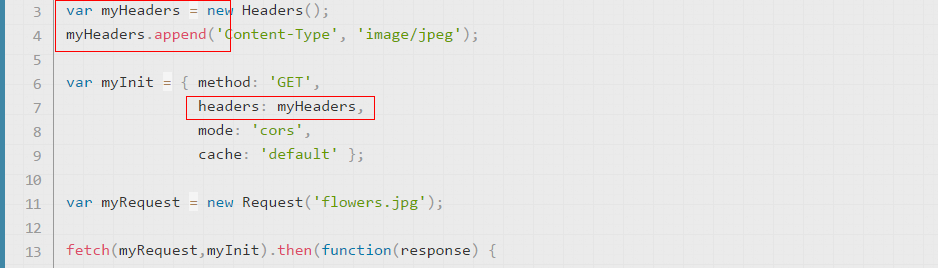 3 var myHeaders = new Headers();
4 myHeaders.append('Content-Type', 'image/jpeg');
5
6 var myInit = { method: 'GET',
7 headers: myHeaders,
8 mode: 'cors',
9 cache: 'default' };
10
11 var myRequest = new Request('flowers.jpg');
12
13 fetch(myRequest,myInit).then(function(response) {